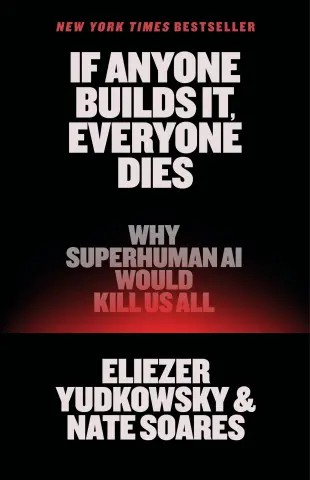 NEW YORK TIMES BESTSELLER
IF ANYONE
BUILDS IT,
EVERYONE
DIES
WHY
SUPERHUMAN AI
WOULD
KILL US ALL
ELIEZER
YUDKOWSKY &
NATE SOARES